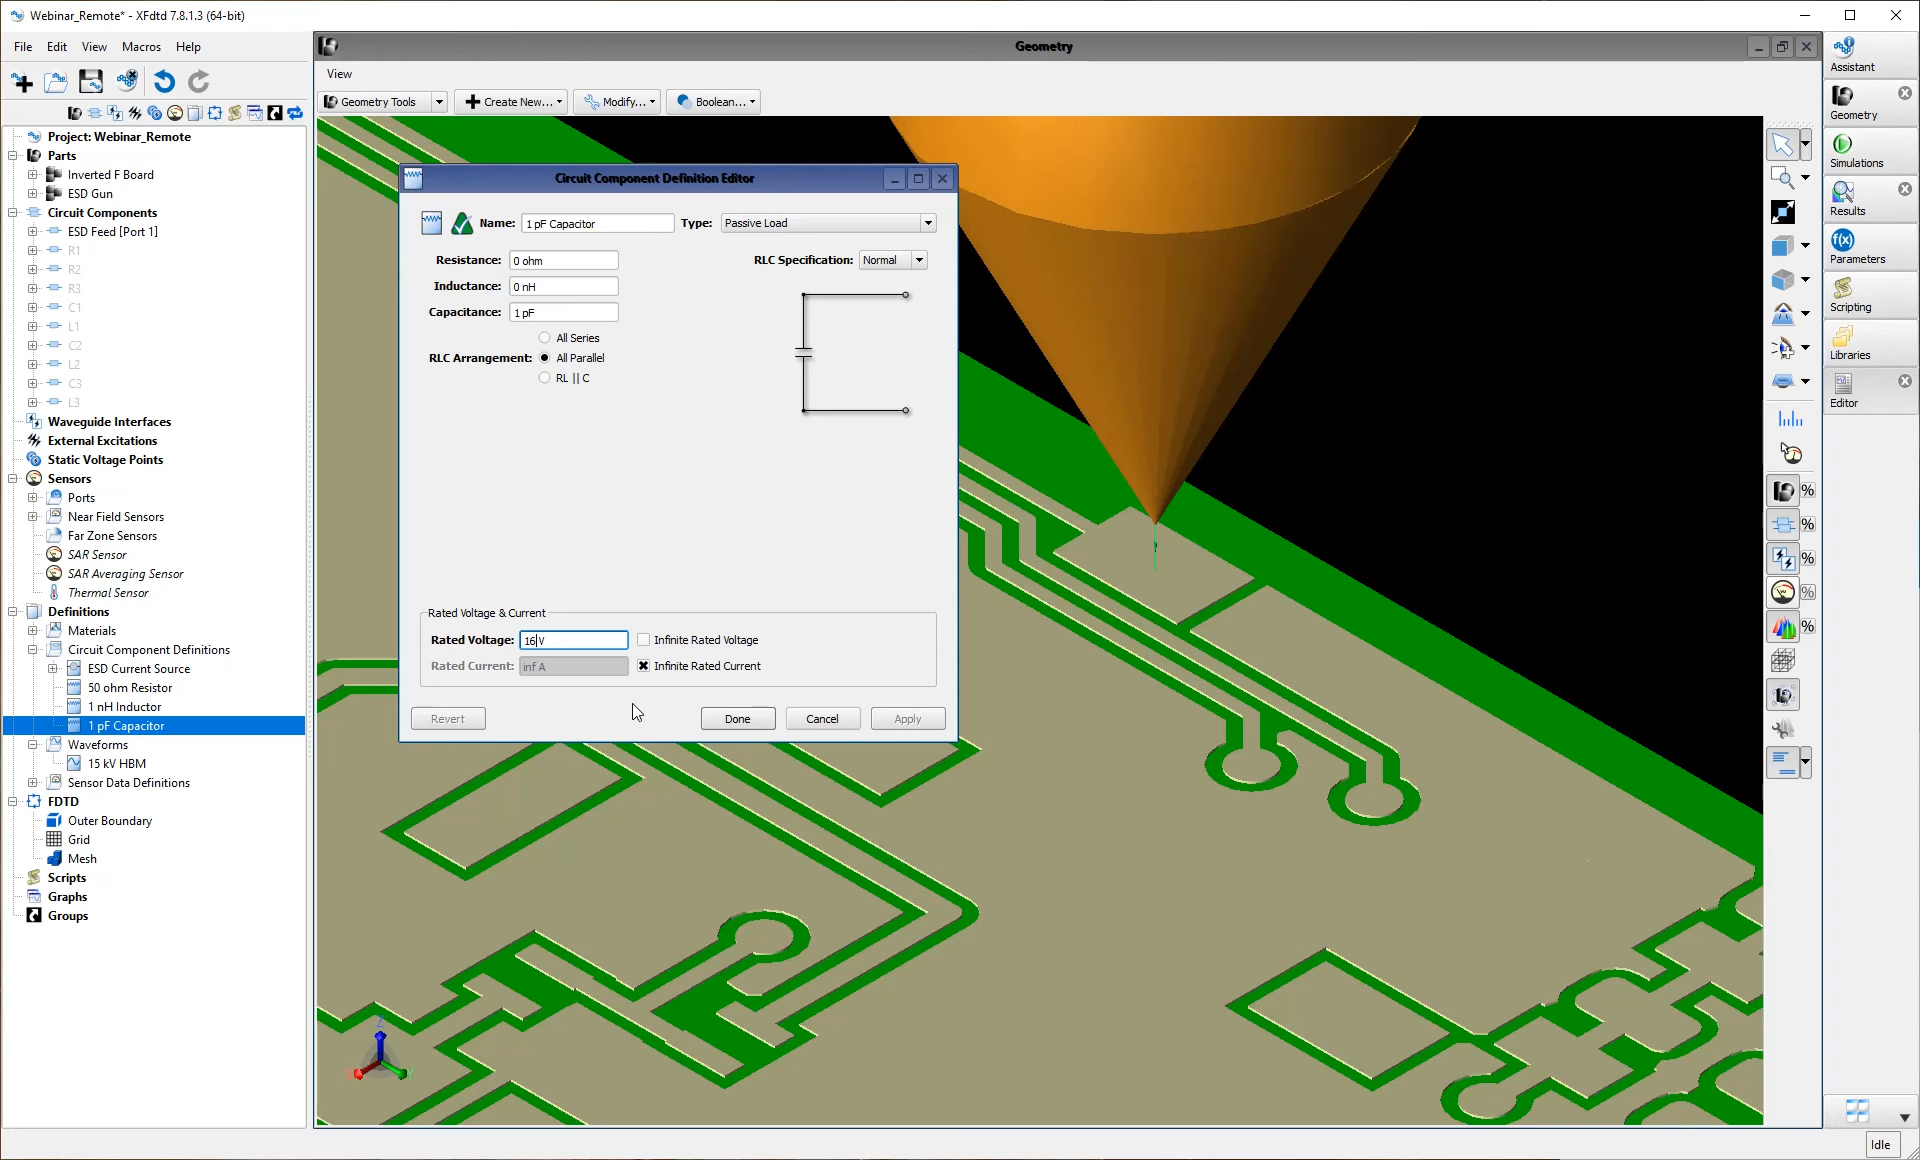 Webinar_Remote* - XFdtd 7.8.1.3 (64-bit)
File Edit View Macros Help
Project: Webinar_Remote
Parts
Inverted F Board
ESD Gun
Circuit Components
ESD Feed [Port 1]
R1
R2
R3
C1
L1
C2
L2
C3
L3
Waveguide Interfaces
External Excitations
Static Voltage Points
Sensors
Ports
Near Field Sensors
Far Zone Sensors
SAR Sensor
SAR Averaging Sensor
Thermal Sensor
Definitions
Materials
Circuit Component Definitions
ESD Current Source
50 ohm Resistor
1 nH Inductor
1 pF Capacitor
Waveforms
15 kV HBM
Sensor Data Definitions
FDTD
Outer Boundary
Grid
Mesh
Scripts
Graphs
Groups
Geometry
View
Geometry Tools Create New... Modify... Boolean...
Circuit Component Definition Editor
Name: 1 pF Capacitor Type: Passive Load
Resistance: 0 ohm RLC Specification: Normal
Inductance: 0 nH
Capacitance: 1 pF
All Series
RLC Arrangement: All Parallel
RL || C
Rated Voltage & Current
Rated Voltage: 16 V Infinite Rated Voltage
Rated Current: inf A Infinite Rated Current
Revert Done Cancel Apply
Z
%
%
%
%
%
Assistant
Geometry
Simulations
Results
f(x)
Parameters
Scripting
Libraries
Editor
Idle